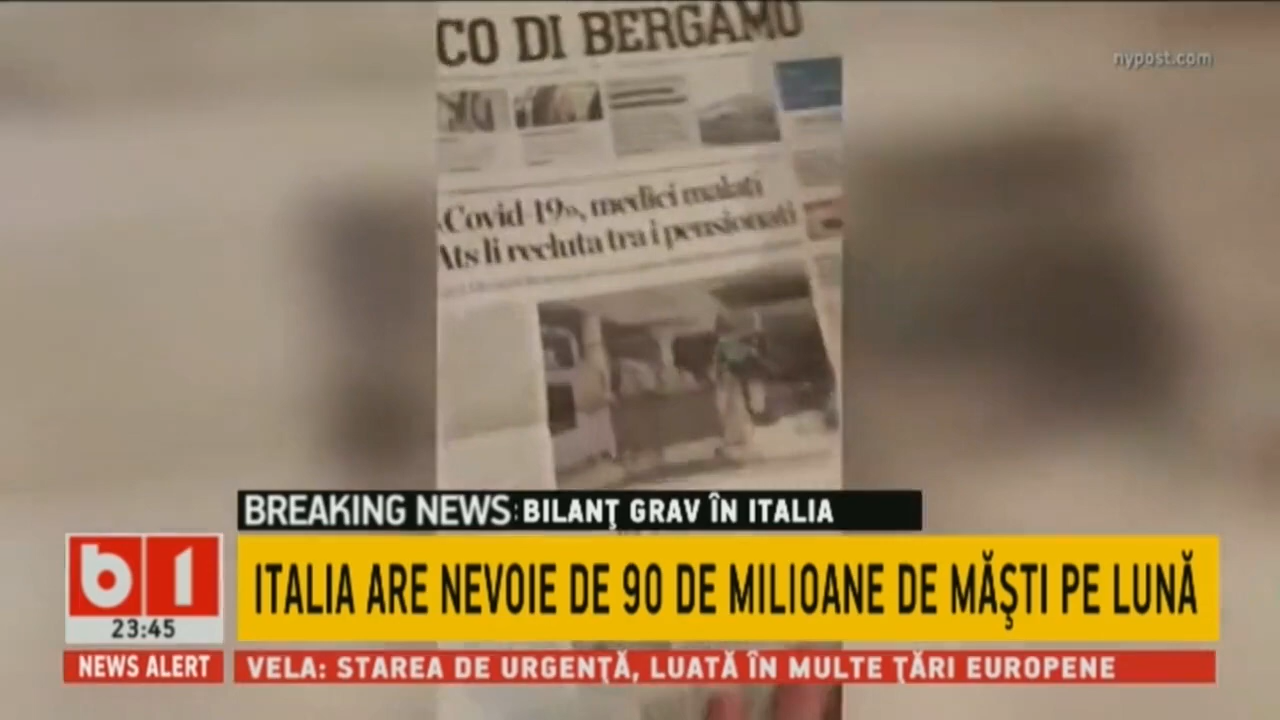 CO DI BERGAMO
nypost.com
«Covid-19», medici malati
Ats li recluta tra i pensionati
BREAKING NEWS: BILANŢ GRAV ÎN ITALIA
b1
ITALIA ARE NEVOIE DE 90 DE MILIOANE DE MĂŞTI PE LUNĂ
23:45
NEWS ALERT
VELA: STAREA DE URGENŢĂ, LUATĂ ÎN MULTE ŢĂRI EUROPENE